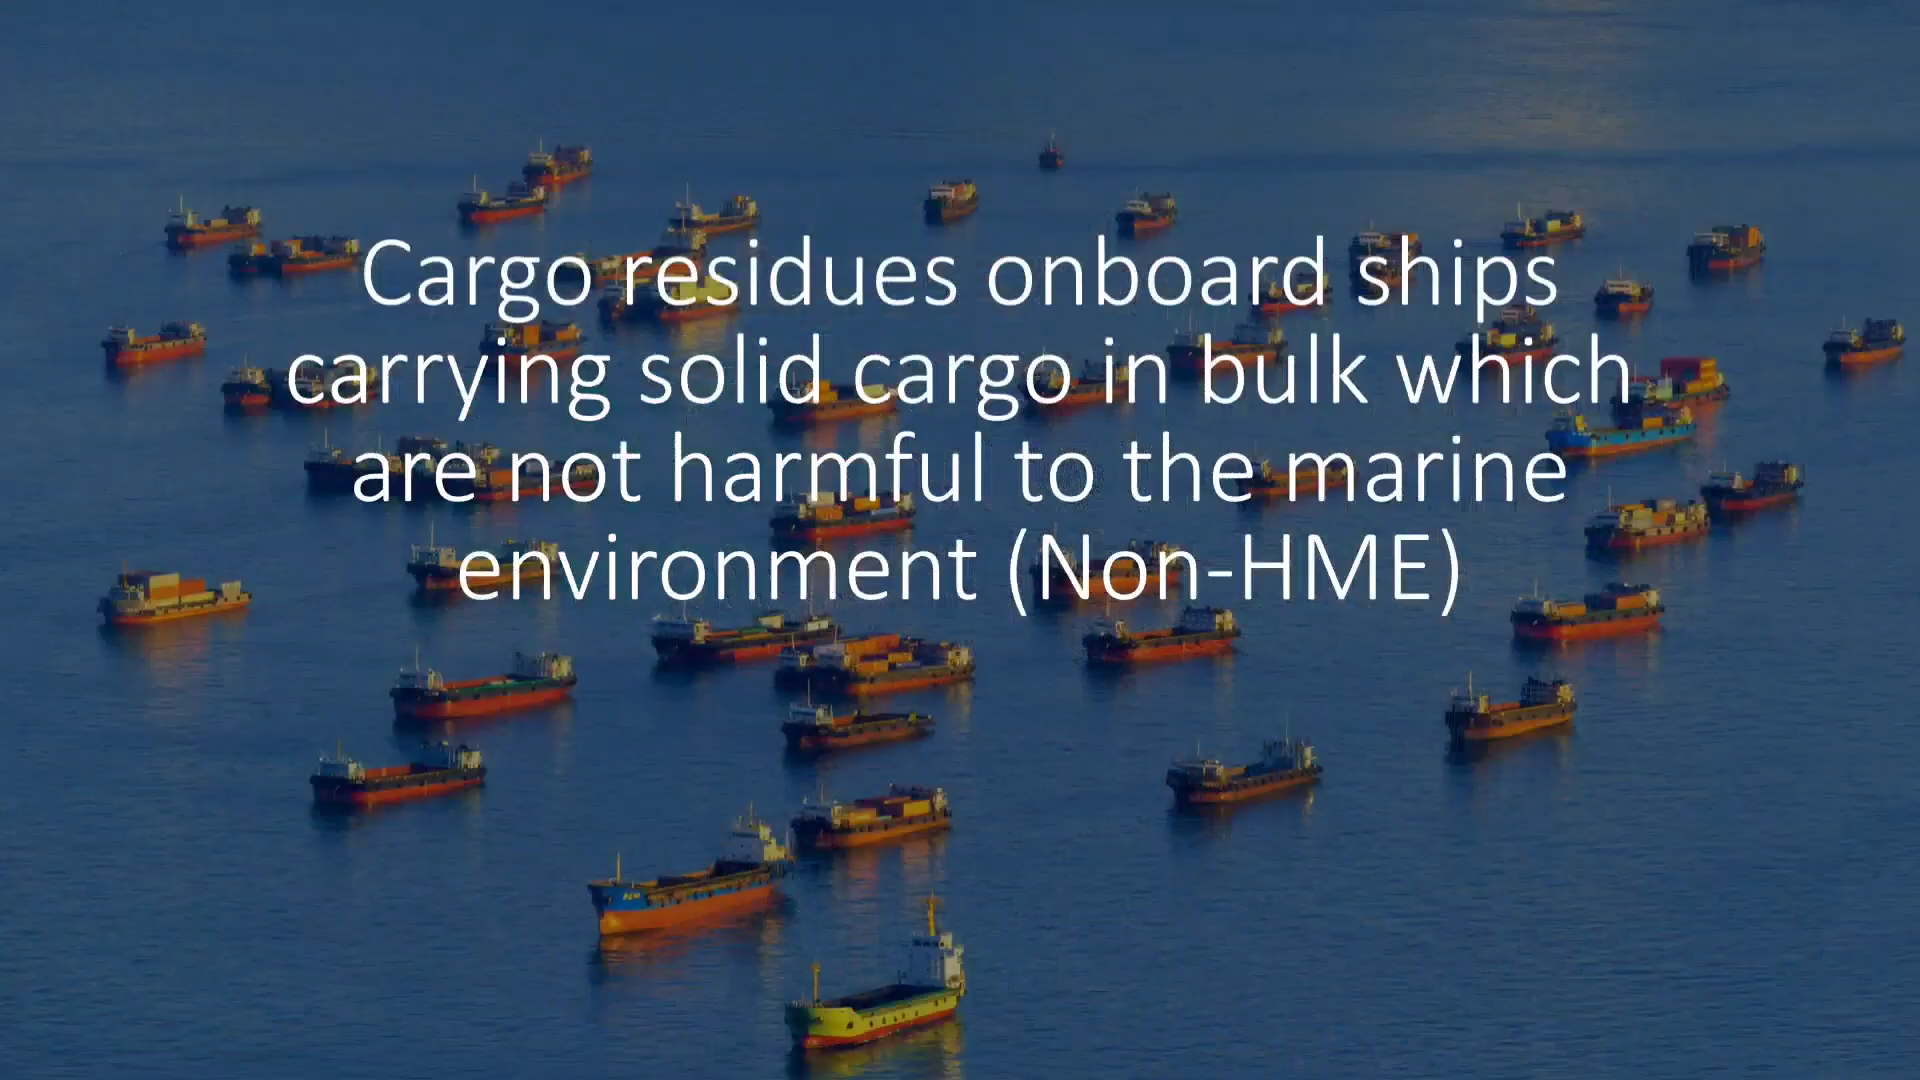 Cargo residues onboard ships
carrying solid cargo in bulk which
are not harmful to the marine
environment (Non-HME)